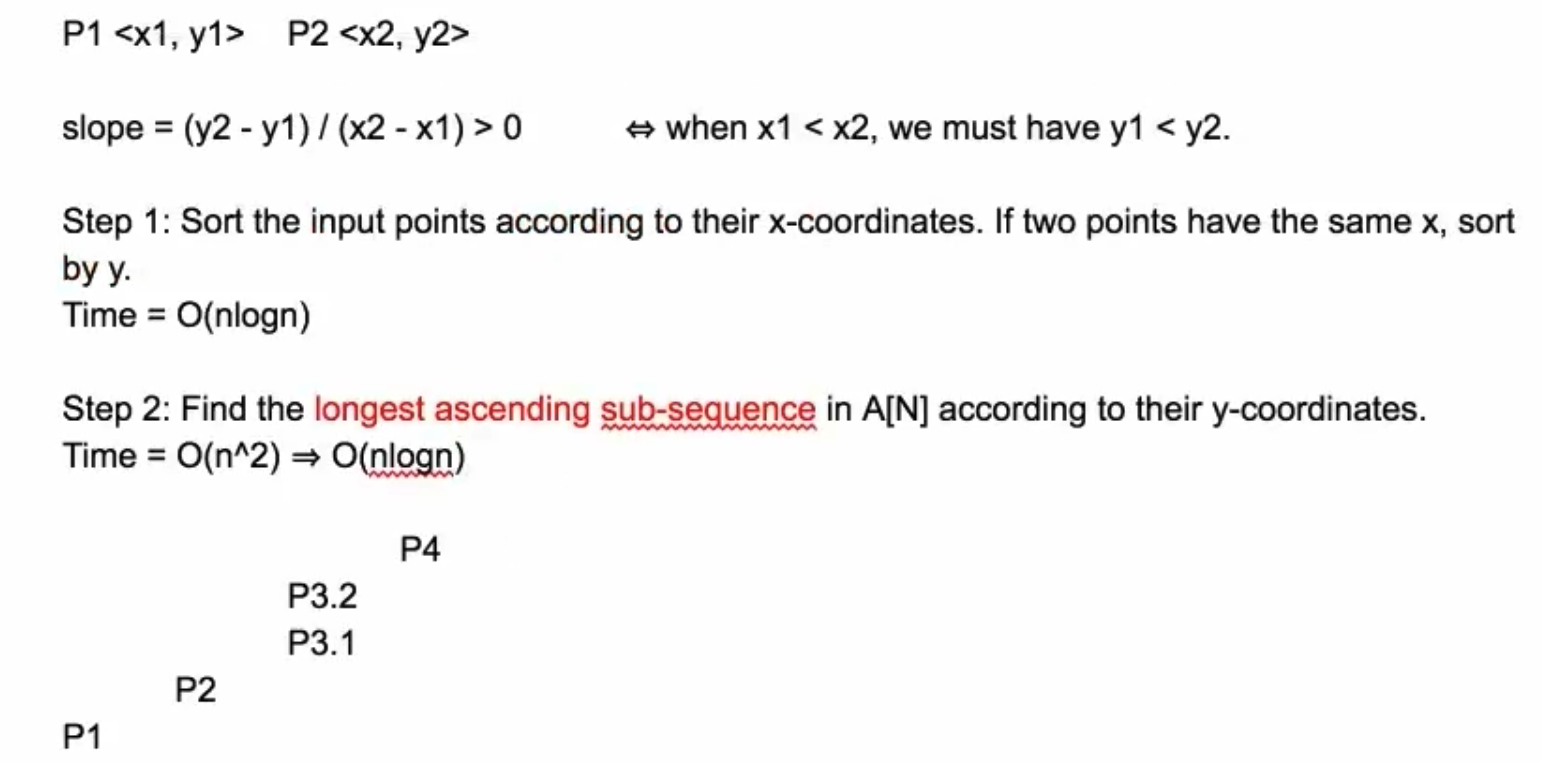 P1 <x1, y1> P2 <x2, y2>
slope = (y2 - y1) / (x2 - x1) > 0 ⇔ when x1 < x2, we must have y1 < y2.
Step 1: Sort the input points according to their x-coordinates. If two points have the same x, sort
by y.
Time = O(nlogn)
Step 2: Find the longest ascending sub-sequence in A[N] according to their y-coordinates.
Time = O(n^2) ⇒ O(nlogn)
P4
P3.2
P3.1
P2
P1